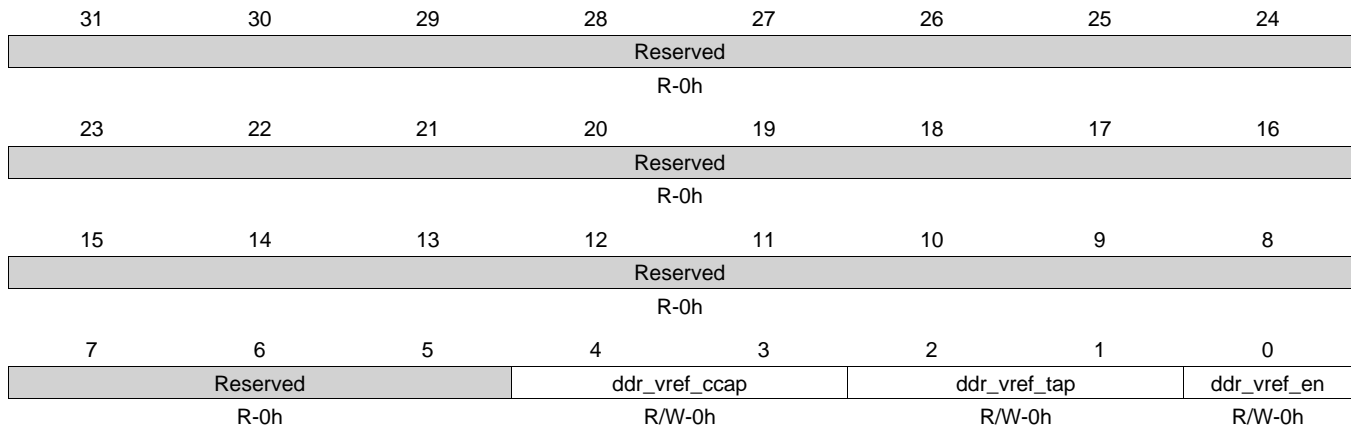 31 30 29 28 27 26 25 24
Reserved
R-0h
23 22 21 20 19 18 17 16
Reserved
R-0h
15 14 13 12 11 10 9 8
Reserved
R-0h
7 6 5 4 3 2 1 0
Reserved ddr_vref_ccap ddr_vref_tap ddr_vref_en
R-0h R/W-0h R/W-0h R/W-0h